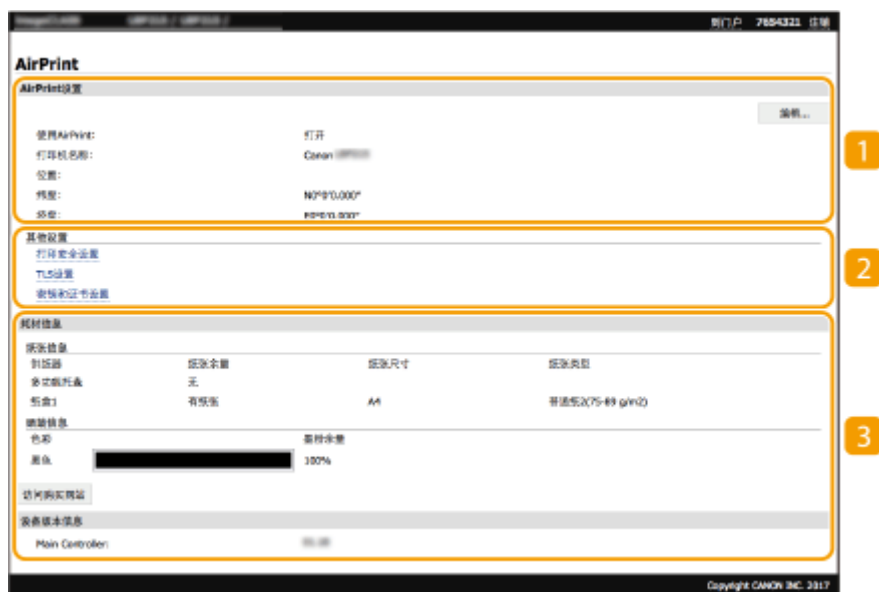 到门户 7654321 注销
AirPrint
AirPrint设置
编辑...
使用AirPrint: 打开
打印机名称: Canon
位置:
纬度: N0°0'0.000"
经度: E0°0'0.000"
1
其他设置
打印安全设置
TLS设置
密钥和证书设置
2
耗材信息
纸张信息
供纸器 纸张余量 纸张尺寸 纸张类型
多功能托盘 无
纸盒1 有纸张 A4 普通纸2(75-89 g/m2)
硒鼓信息
色彩 墨粉余量
黑色 100%
访问购买网站
设备版本信息
Main Controller:
3
Copyright CANON INC. 2017